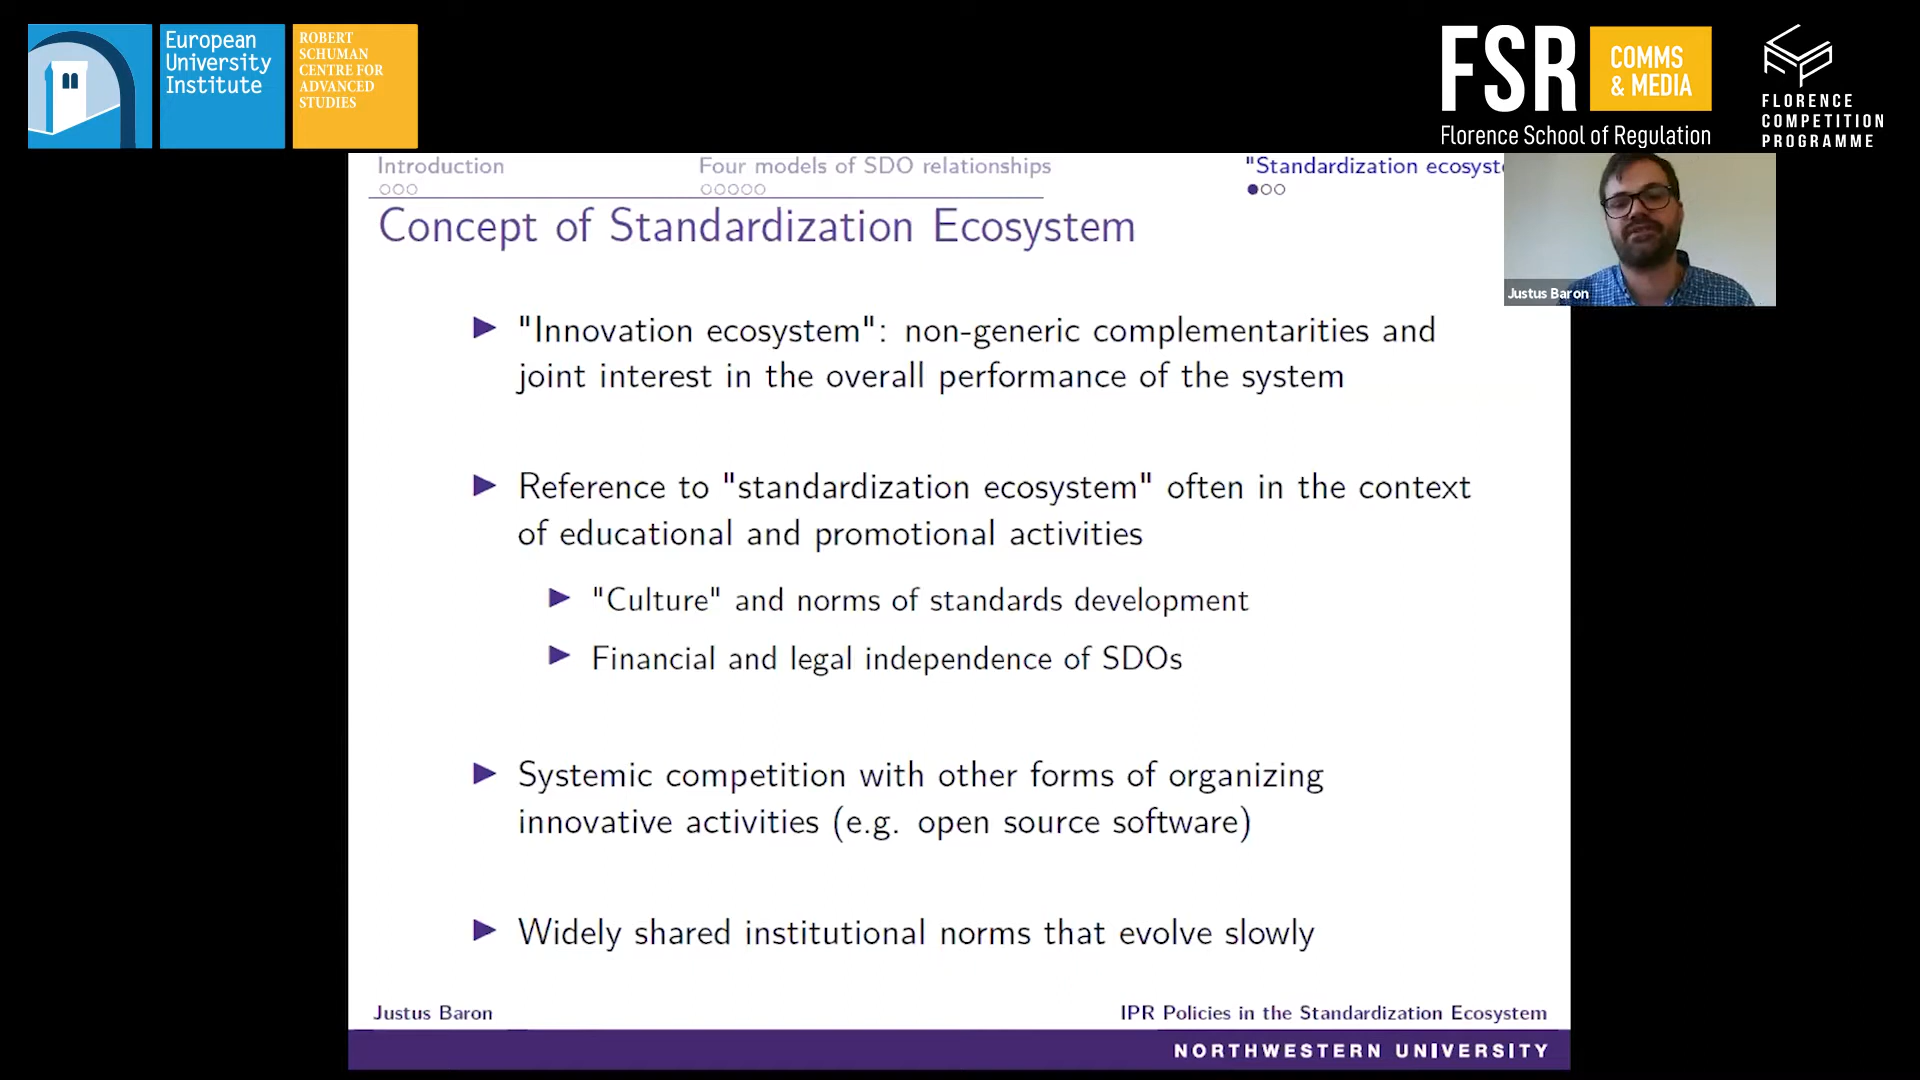 European
University
Institute
ROBERT
SCHUMAN
CENTRE FOR
ADVANCED
STUDIES
FSR
COMMS
& MEDIA
Florence School of Regulation
FLORENCE
COMPETITION
PROGRAMME
Introduction
Four models of SDO relationships
"Standardization ecosyste
Concept of Standardization Ecosystem
Justus Baron
"Innovation ecosystem": non-generic complementarities and
joint interest in the overall performance of the system
Reference to "standardization ecosystem" often in the context
of educational and promotional activities
"Culture" and norms of standards development
Financial and legal independence of SDOs
Systemic competition with other forms of organizing
innovative activities (e.g. open source software)
Widely shared institutional norms that evolve slowly
Justus Baron
IPR Policies in the Standardization Ecosystem
NORTHWESTERN UNIVERSITY